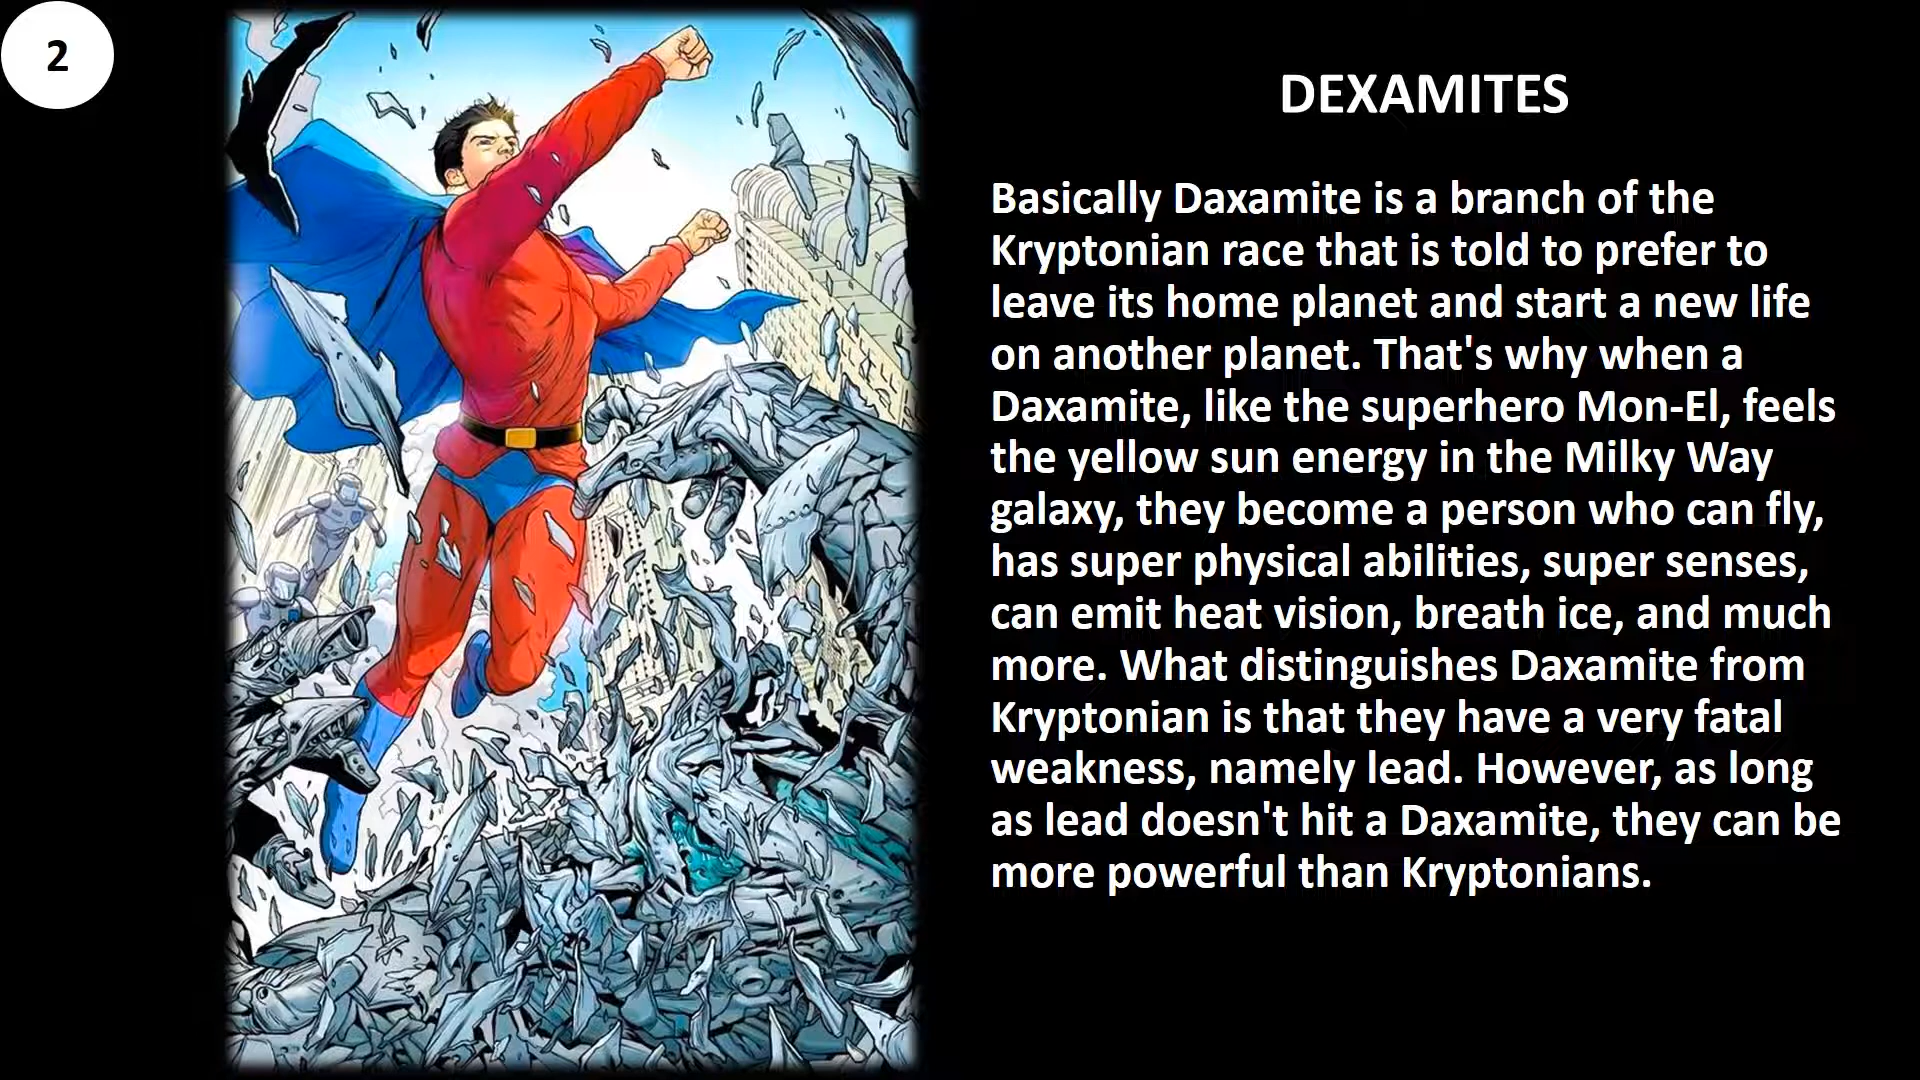 2
DEXAMITES
Basically Daxamite is a branch of the
Kryptonian race that is told to prefer to
leave its home planet and start a new life
on another planet. That's why when a
Daxamite, like the superhero Mon-El, feels
the yellow sun energy in the Milky Way
galaxy, they become a person who can fly,
has super physical abilities, super senses,
can emit heat vision, breath ice, and much
more. What distinguishes Daxamite from
Kryptonian is that they have a very fatal
weakness, namely lead. However, as long
as lead doesn't hit a Daxamite, they can be
more powerful than Kryptonians.